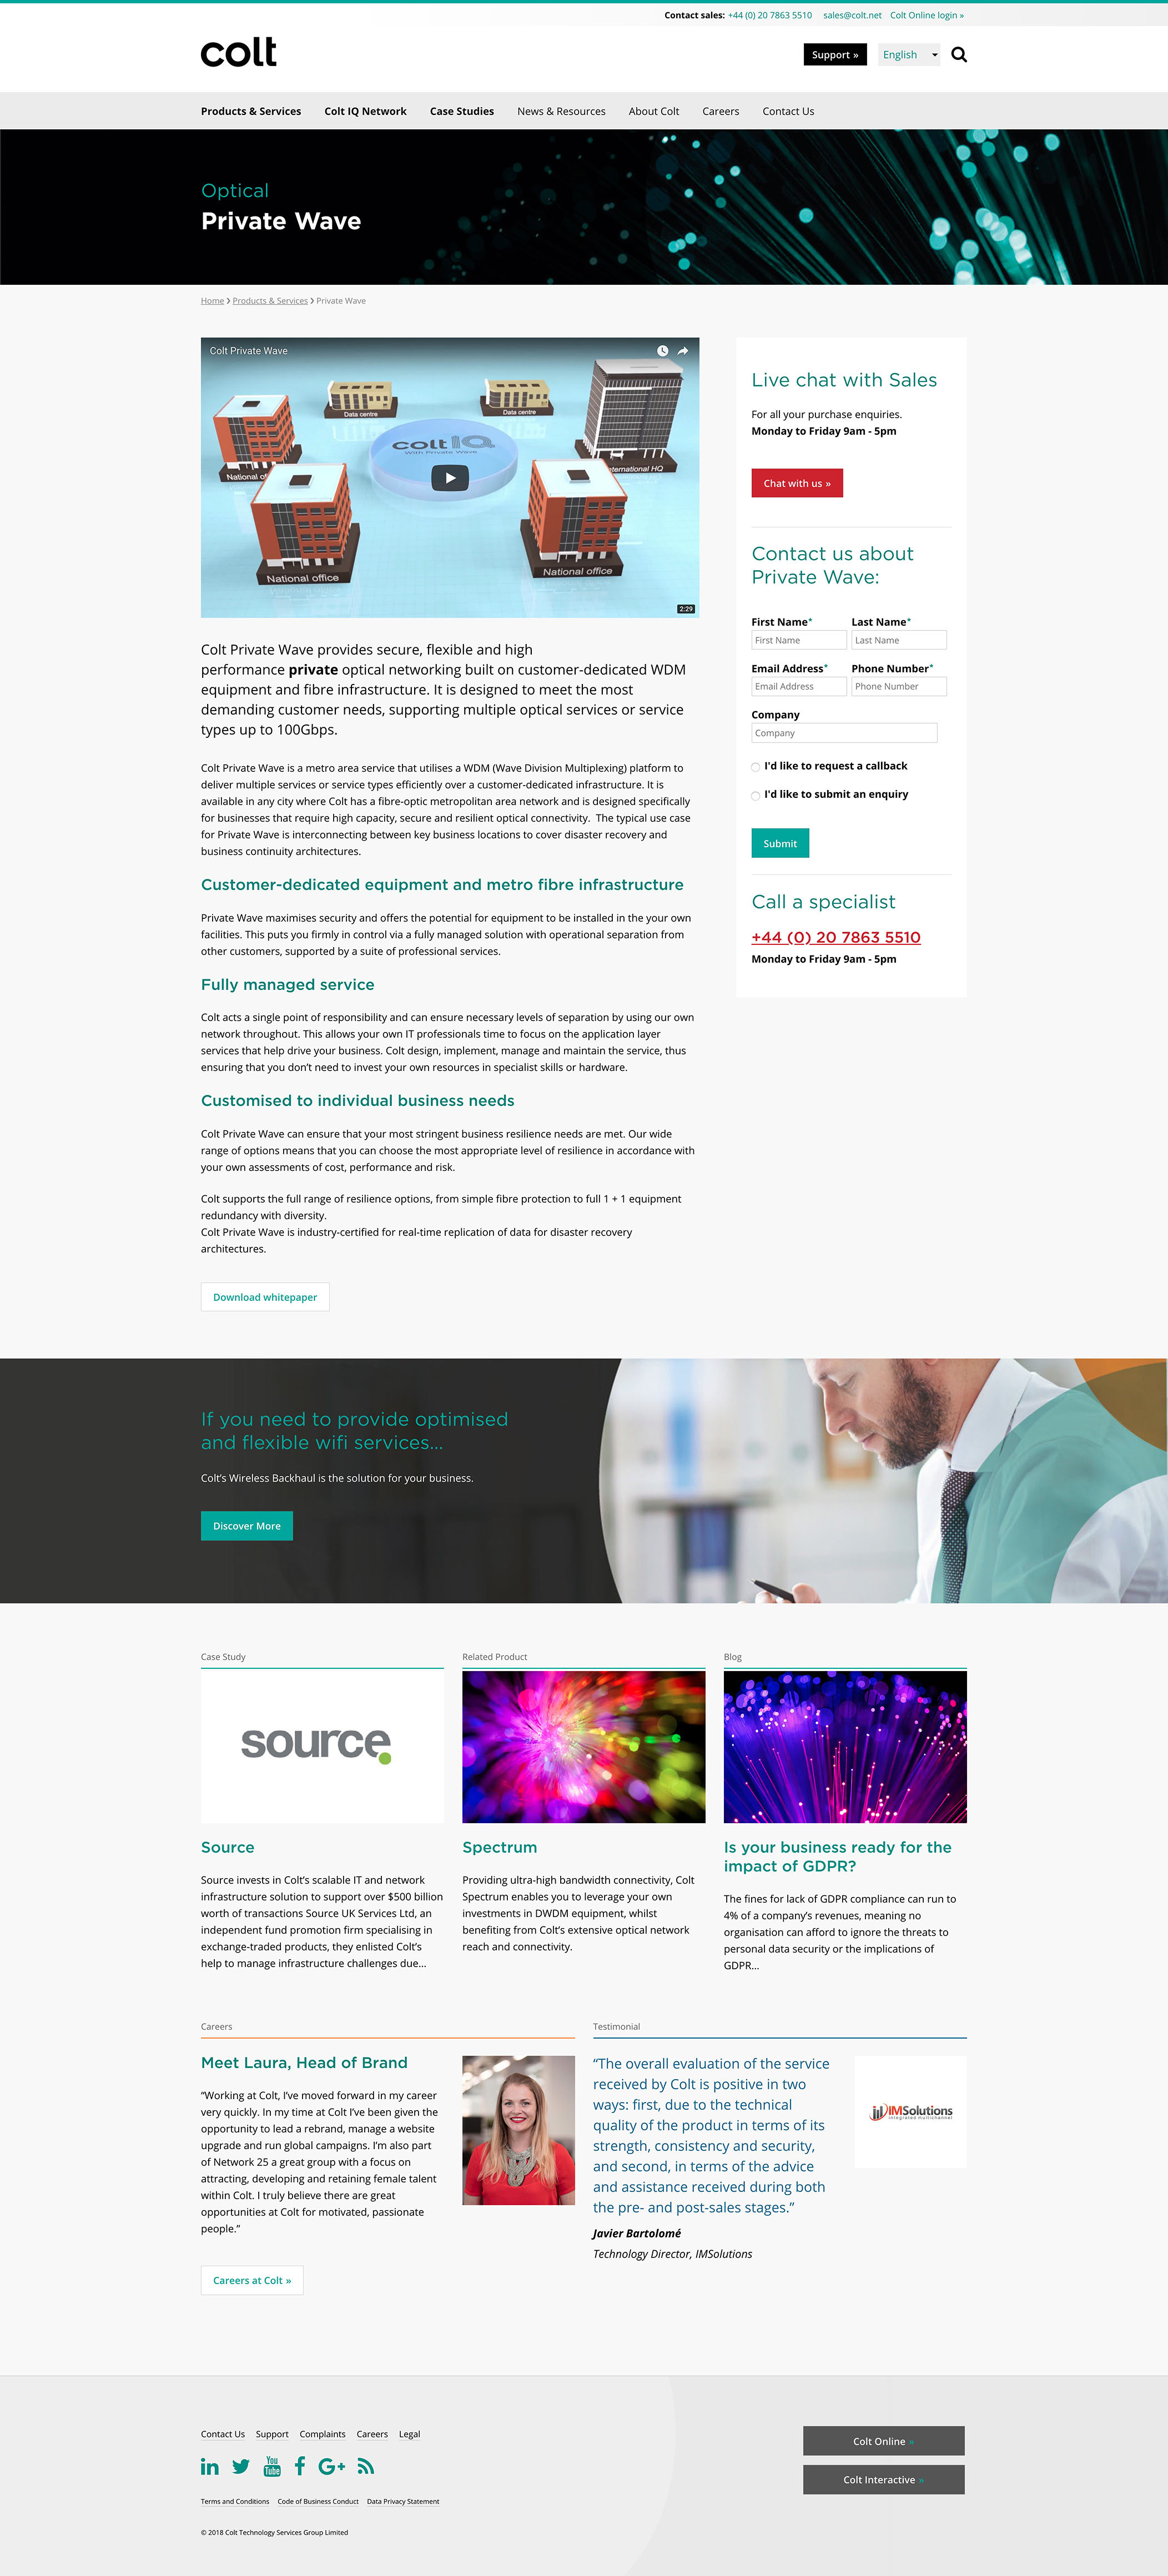 Contact sales: +44 (0) 20 7863 5510 sales@colt.net Colt Online login »
colt
Support » English
Products & Services Colt IQ Network Case Studies News & Resources About Colt Careers Contact Us
Optical
Private Wave
Home > Products & Services > Private Wave
Colt Private Wave
Data centre
Data centre
colt IQ
With Private Wave
National of
International HQ
National office
National office
2:29
Colt Private Wave provides secure, flexible and high
performance private optical networking built on customer-dedicated WDM
equipment and fibre infrastructure. It is designed to meet the most
demanding customer needs, supporting multiple optical services or service
types up to 100Gbps.
Colt Private Wave is a metro area service that utilises a WDM (Wave Division Multiplexing) platform to
deliver multiple services or service types efficiently over a customer-dedicated infrastructure. It is
available in any city where Colt has a fibre-optic metropolitan area network and is designed specifically
for businesses that require high capacity, secure and resilient optical connectivity. The typical use case
for Private Wave is interconnecting between key business locations to cover disaster recovery and
business continuity architectures.
Customer-dedicated equipment and metro fibre infrastructure
Private Wave maximises security and offers the potential for equipment to be installed in the your own
facilities. This puts you firmly in control via a fully managed solution with operational separation from
other customers, supported by a suite of professional services.
Fully managed service
Colt acts a single point of responsibility and can ensure necessary levels of separation by using our own
network throughout. This allows your own IT professionals time to focus on the application layer
services that help drive your business. Colt design, implement, manage and maintain the service, thus
ensuring that you don't need to invest your own resources in specialist skills or hardware.
Customised to individual business needs
Colt Private Wave can ensure that your most stringent business resilience needs are met. Our wide
range of options means that you can choose the most appropriate level of resilience in accordance with
your own assessments of cost, performance and risk.
Colt supports the full range of resilience options, from simple fibre protection to full 1 + 1 equipment
redundancy with diversity.
Colt Private Wave is industry-certified for real-time replication of data for disaster recovery
architectures.
Download whitepaper
Live chat with Sales
For all your purchase enquiries.
Monday to Friday 9am - 5pm
Chat with us »
Contact us about
Private Wave:
First Name* Last Name*
First Name Last Name
Email Address* Phone Number*
Email Address Phone Number
Company
Company
I'd like to request a callback
I'd like to submit an enquiry
Submit
Call a specialist
+44 (0) 20 7863 5510
Monday to Friday 9am - 5pm
If you need to provide optimised
and flexible wifi services...
Colt's Wireless Backhaul is the solution for your business.
Discover More
Case Study
source
Source
Source invests in Colt's scalable IT and network
infrastructure solution to support over $500 billion
worth of transactions Source UK Services Ltd, an
independent fund promotion firm specialising in
exchange-traded products, they enlisted Colt's
help to manage infrastructure challenges due...
Related Product
Spectrum
Providing ultra-high bandwidth connectivity, Colt
Spectrum enables you to leverage your own
investments in DWDM equipment, whilst
benefiting from Colt's extensive optical network
reach and connectivity.
Blog
Is your business ready for the
impact of GDPR?
The fines for lack of GDPR compliance can run to
4% of a company's revenues, meaning no
organisation can afford to ignore the threats to
personal data security or the implications of
GDPR...
Careers
Meet Laura, Head of Brand
"Working at Colt, I've moved forward in my career
very quickly. In my time at Colt I've been given the
opportunity to lead a rebrand, manage a website
upgrade and run global campaigns. I'm also part
of Network 25 a great group with a focus on
attracting, developing and retaining female talent
within Colt. I truly believe there are great
opportunities at Colt for motivated, passionate
people."
Careers at Colt »
Testimonial
"The overall evaluation of the service
received by Colt is positive in two
ways: first, due to the technical
quality of the product in terms of its
strength, consistency and security,
and second, in terms of the advice
and assistance received during both
the pre- and post-sales stages."
Javier Bartolomé
Technology Director, IMSolutions
IMSolutions
integrated multichannel
Contact Us Support Complaints Careers Legal
in You Tube f G+
Terms and Conditions Code of Business Conduct Data Privacy Statement
© 2018 Colt Technology Services Group Limited
Colt Online »
Colt Interactive »